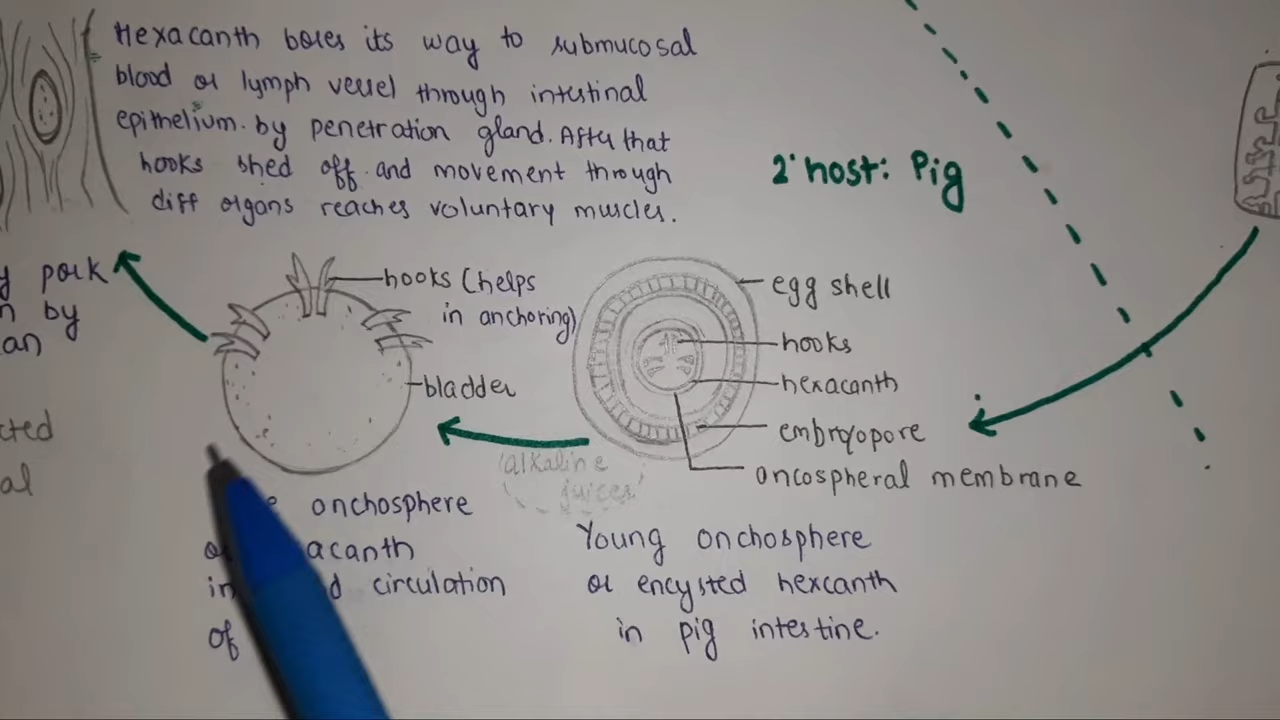 Hexacanth bores its way to submucosal
blood or lymph vessel through intestinal
epithelium. by penetration gland. After that
hooks shed off and movement through
diff organs reaches voluntary muscles.
2° host: Pig
pork
by
hooks (helps
in anchoring)
bladder
egg shell
hooks
hexacanth
embryopore
oncospheral membrane
alkaline
juices
onchosphere
acanth
in circulation
of
Young onchosphere
or encysted hexcanth
in pig intestine.